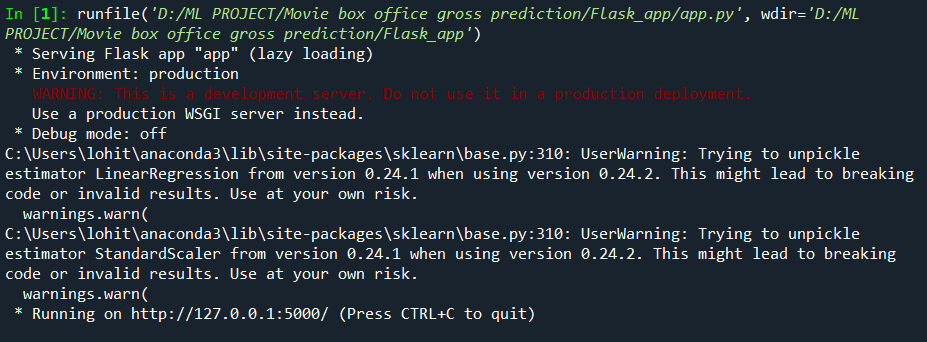 In [1]: runfile('D:/ML PROJECT/Movie box office gross prediction/Flask_app/app.py', wdir='D:/ML
PROJECT/Movie box office gross prediction/Flask_app')
 * Serving Flask app "app" (lazy loading)
 * Environment: production
   WARNING: This is a development server. Do not use it in a production deployment.
   Use a production WSGI server instead.
 * Debug mode: off
C:\Users\lohit\anaconda3\lib\site-packages\sklearn\base.py:310: UserWarning: Trying to unpickle
estimator LinearRegression from version 0.24.1 when using version 0.24.2. This might lead to breaking
code or invalid results. Use at your own risk.
  warnings.warn(
C:\Users\lohit\anaconda3\lib\site-packages\sklearn\base.py:310: UserWarning: Trying to unpickle
estimator StandardScaler from version 0.24.1 when using version 0.24.2. This might lead to breaking
code or invalid results. Use at your own risk.
  warnings.warn(
 * Running on http://127.0.0.1:5000/ (Press CTRL+C to quit)